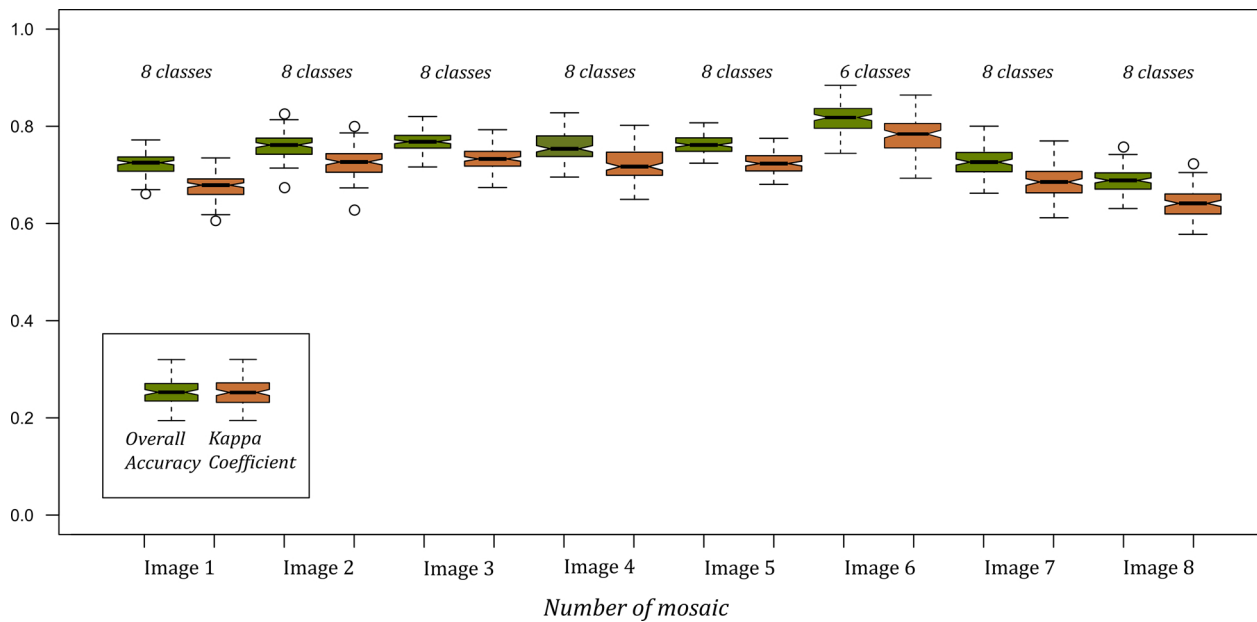 1.0
8 classes 8 classes 8 classes 8 classes 8 classes 6 classes 8 classes 8 classes
0.8
0.6
0.4
0.2
Overall Kappa
Accuracy Coefficient
0.0
Image 1 Image 2 Image 3 Image 4 Image 5 Image 6 Image 7 Image 8
Number of mosaic